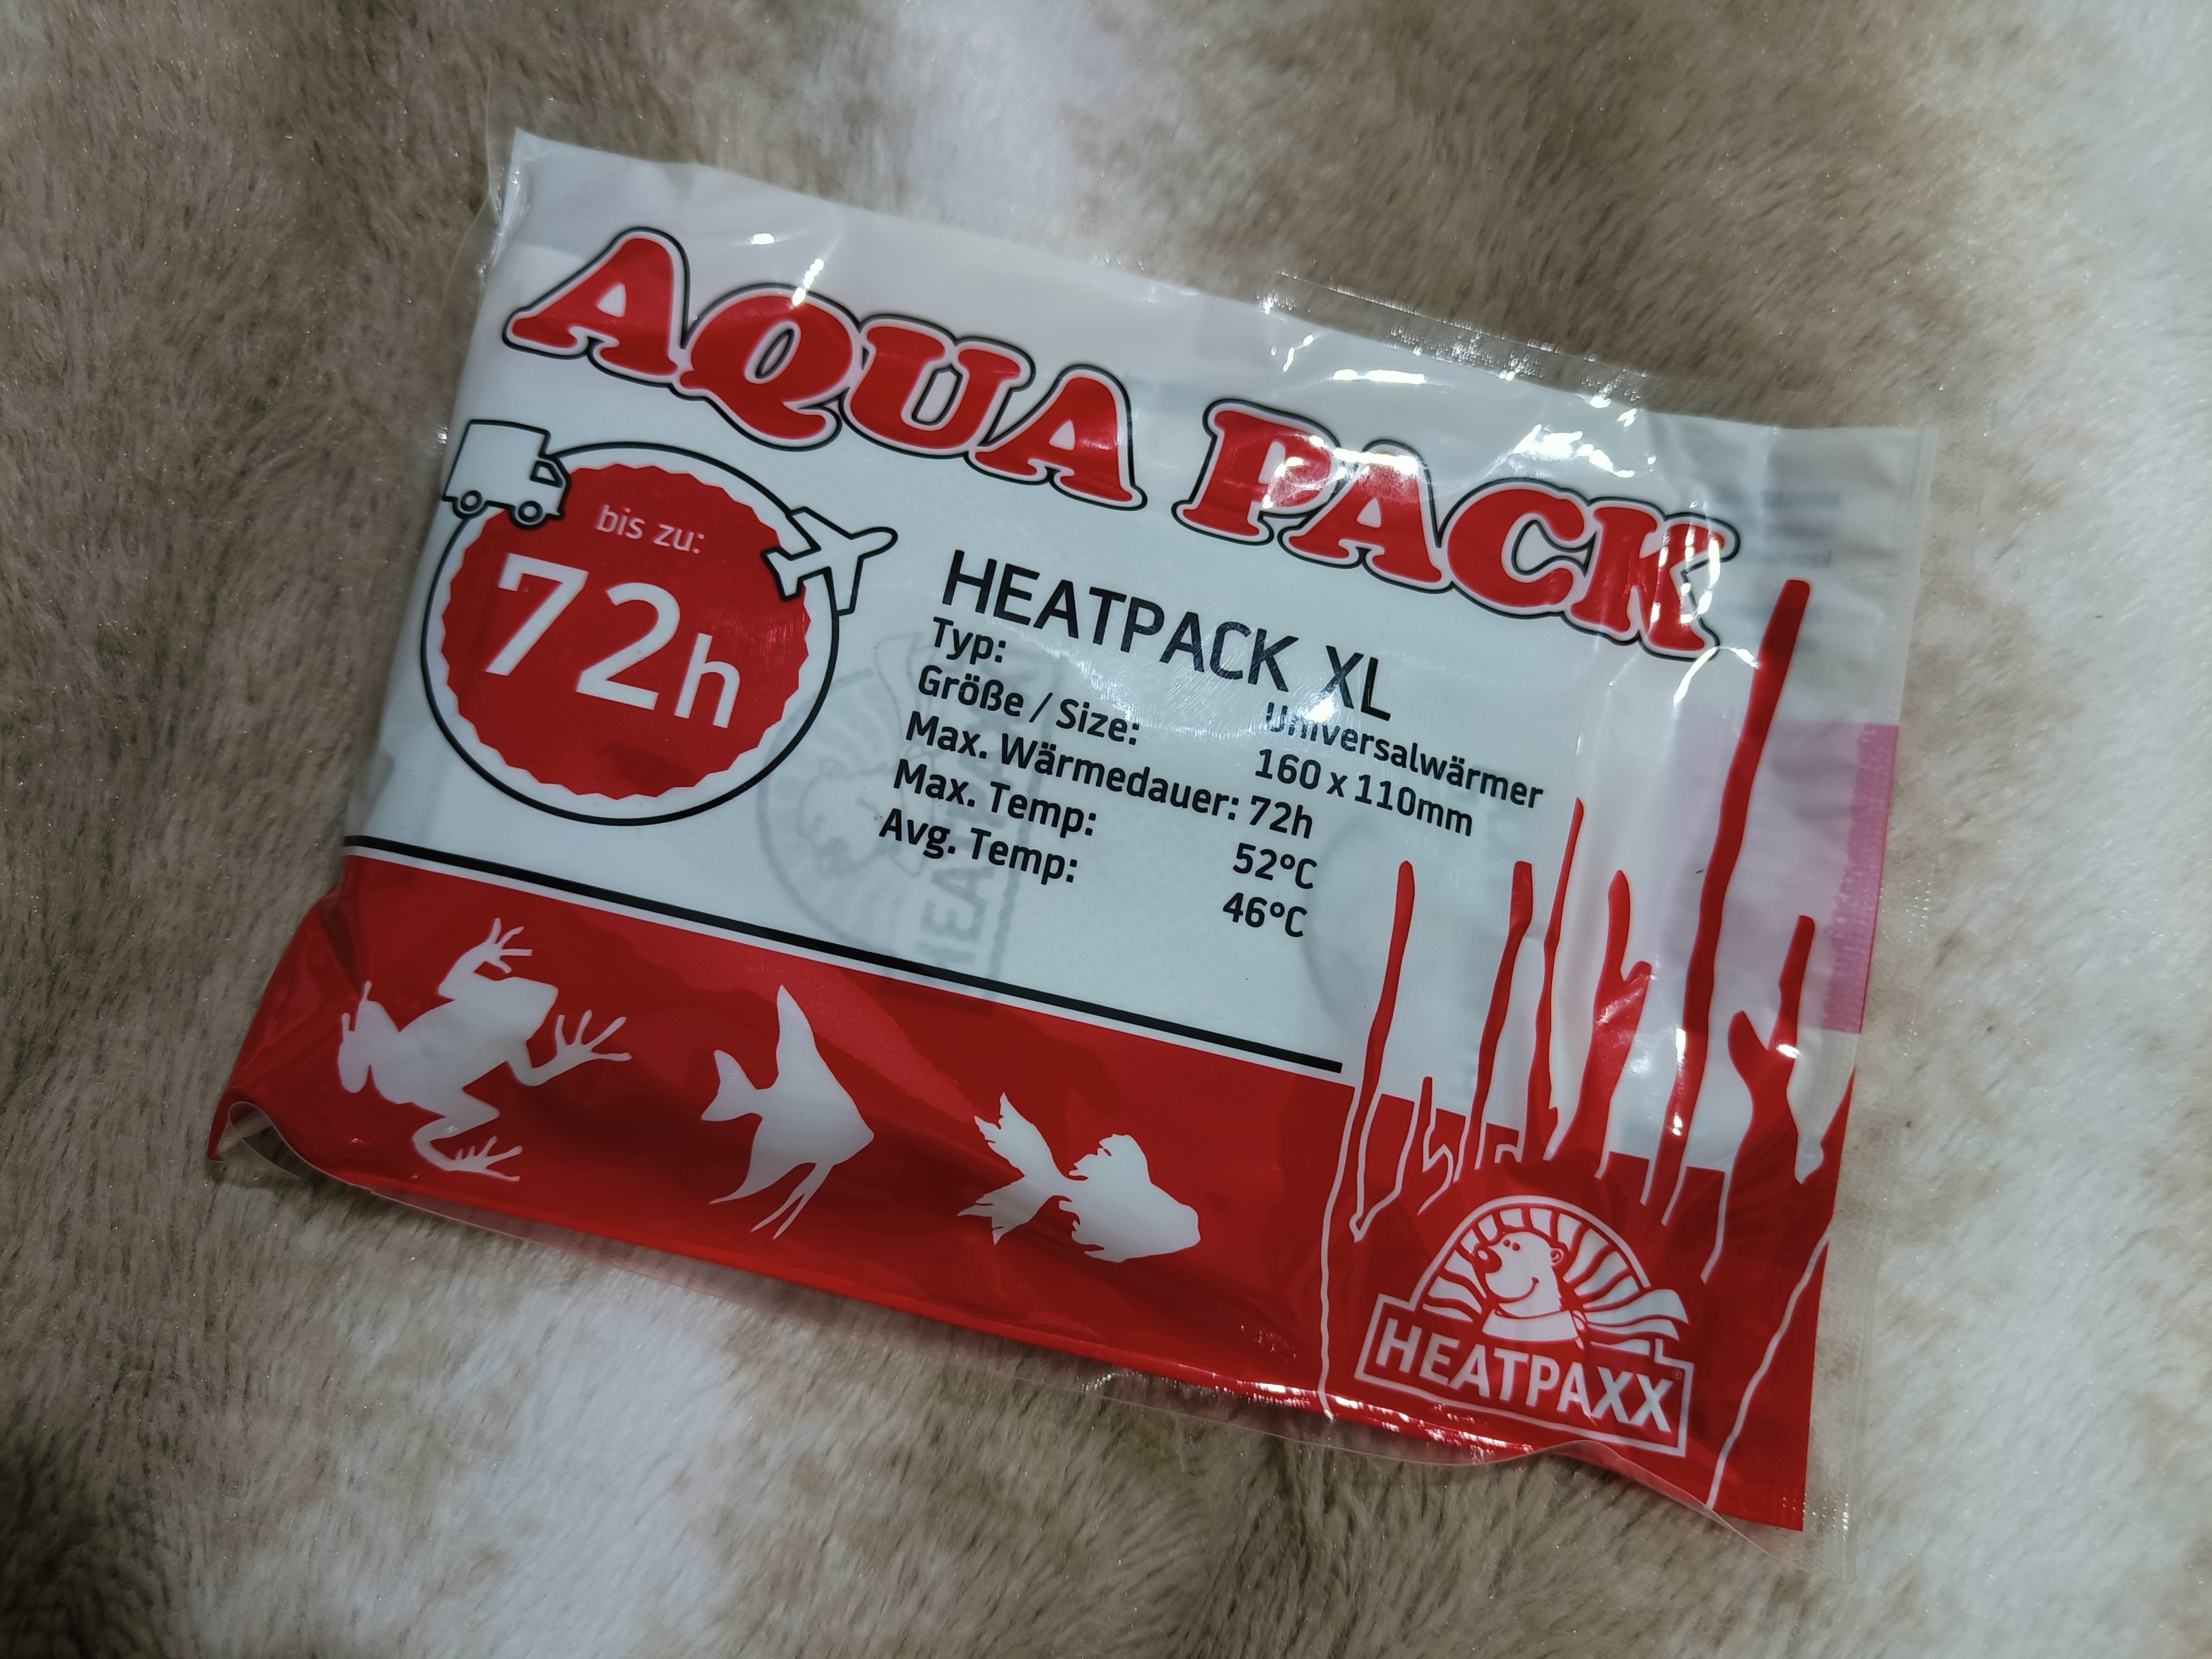 AQUA PACK
bis zu:
72h
HEATPACK XL
Typ: Universalwärmer
Größe / Size: 160 x 110mm
Max. Wärmedauer: 72h
Max. Temp: 52°C
Avg. Temp: 46°C
HEATPAXX